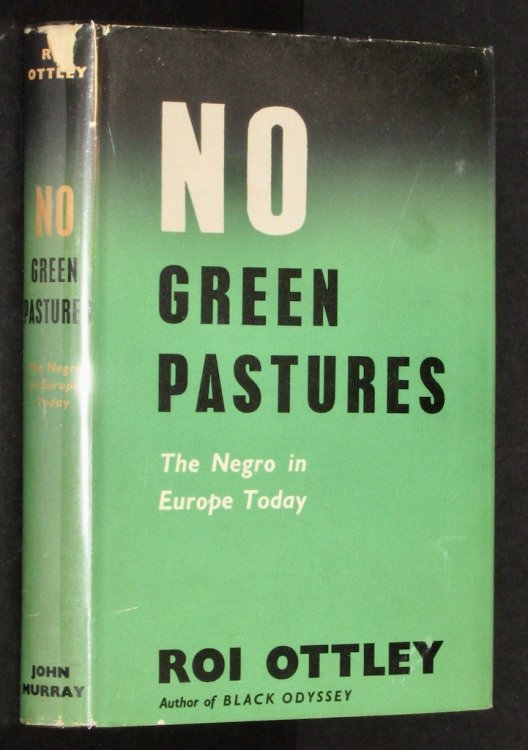 ROI
OTTLEY
NO
GREEN
PASTURES
The Negro
in Europe
Today
JOHN
MURRAY
NO
GREEN
PASTURES
The Negro in
Europe Today
ROI OTTLEY
Author of BLACK ODYSSEY